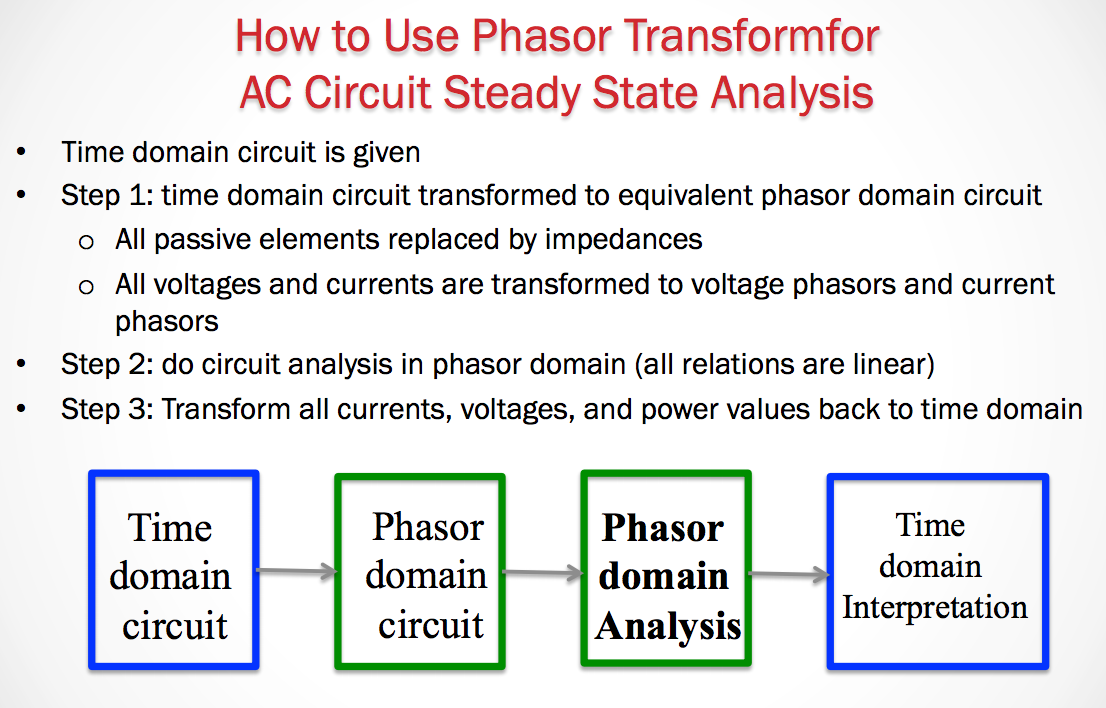 How to Use Phasor Transformfor
AC Circuit Steady State Analysis
• Time domain circuit is given
• Step 1: time domain circuit transformed to equivalent phasor domain circuit
o All passive elements replaced by impedances
o All voltages and currents are transformed to voltage phasors and current
phasors
• Step 2: do circuit analysis in phasor domain (all relations are linear)
• Step 3: Transform all currents, voltages, and power values back to time domain
Time
domain
circuit
Phasor
domain
circuit
Phasor
domain
Analysis
Time
domain
Interpretation